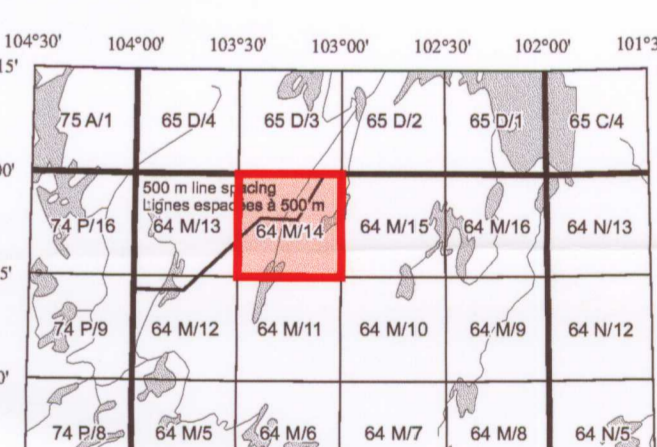 104°30' 104°00' 103°30' 103°00' 102°30' 102°00' 101°3
15'
75 A/1 65 D/4 65 D/3 65 D/2 65 D/1 65 C/4
00'
500 m line spacing
Lignes espacées à 500 m
74 P/16 64 M/13 64 M/14 64 M/15 64 M/16 64 N/13
5'
74 P/9 64 M/12 64 M/11 64 M/10 64 M/9 64 N/12
0'
74 P/8 64 M/5 64 M/6 64 M/7 64 M/8 64 N/5